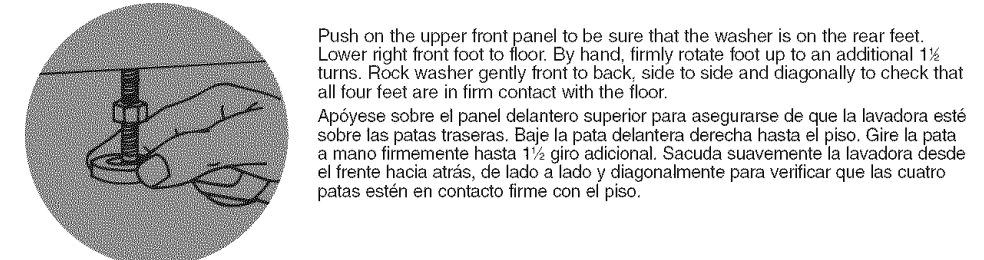 Push on the upper front panel to be sure that the washer is on the rear feet.
Lower right front foot to floor. By hand, firmly rotate foot up to an additional 1½
turns. Rock washer gently front to back, side to side and diagonally to check that
all four feet are in firm contact with the floor.
Apóyese sobre el panel delantero superior para asegurarse de que la lavadora esté
sobre las patas traseras. Baje la pata delantera derecha hasta el piso. Gire la pata
a mano firmemente hasta 1½ giro adicional. Sacuda suavemente la lavadora desde
el frente hacia atrás, de lado a lado y diagonalmente para verificar que las cuatro
patas estén en contacto firme con el piso.